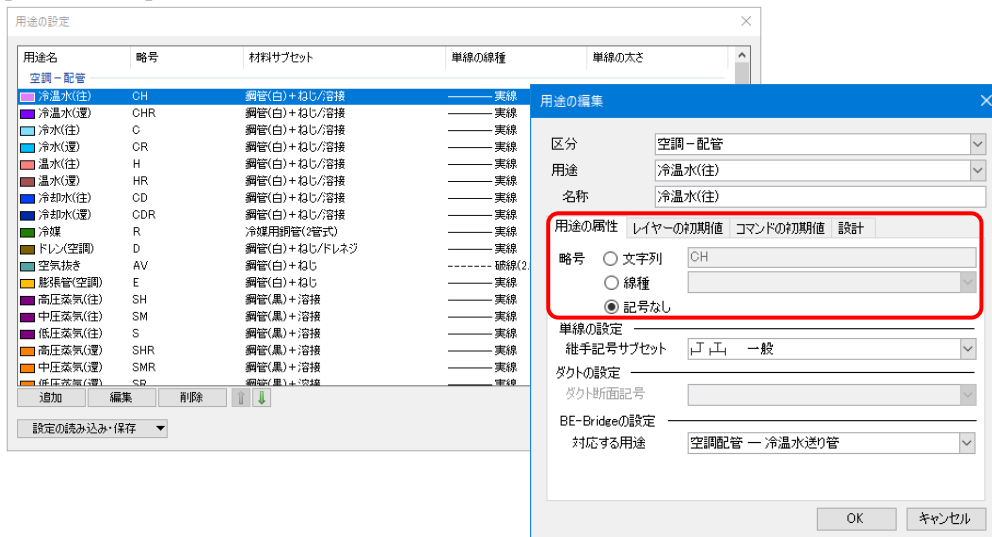 用途の設定
用途名 略号 材料サブセット 単線の線種 単線の太さ
空調－配管
冷温水(往) CH 鋼管(白)+ねじ/溶接 実線
冷温水(還) CHR 鋼管(白)+ねじ/溶接 実線
冷水(往) C 鋼管(白)+ねじ/溶接 実線
冷水(還) CR 鋼管(白)+ねじ/溶接 実線
温水(往) H 鋼管(白)+ねじ/溶接 実線
温水(還) HR 鋼管(白)+ねじ/溶接 実線
冷却水(往) CD 鋼管(白)+ねじ/溶接 実線
冷却水(還) CDR 鋼管(白)+ねじ/溶接 実線
冷媒 R 冷媒用銅管(2管式) 実線
ドレン(空調) D 鋼管(白)+ねじ/ドレネジ 実線
空気抜き AV 鋼管(白)+ねじ 破線(2.
膨張管(空調) E 鋼管(白)+ねじ 実線
高圧蒸気(往) SH 鋼管(黒)+溶接 実線
中圧蒸気(往) SM 鋼管(黒)+溶接 実線
低圧蒸気(往) S 鋼管(黒)+溶接 実線
高圧蒸気(還) SHR 鋼管(黒)+溶接 実線
中圧蒸気(還) SMR 鋼管(黒)+溶接 実線
低圧蒸気(還) SR 鋼管(黒)+溶接 実線
追加 編集 削除
設定の読み込み・保存
用途の編集
区分 空調－配管
用途 冷温水(往)
名称 冷温水(往)
用途の属性 レイヤーの初期値 コマンドの初期値 設計
略号 文字列 CH
線種
記号なし
単線の設定
継手記号サブセット 一般
ダクトの設定
ダクト断面記号
BE-Bridgeの設定
対応する用途 空調配管 ― 冷温水送り管
OK キャンセル